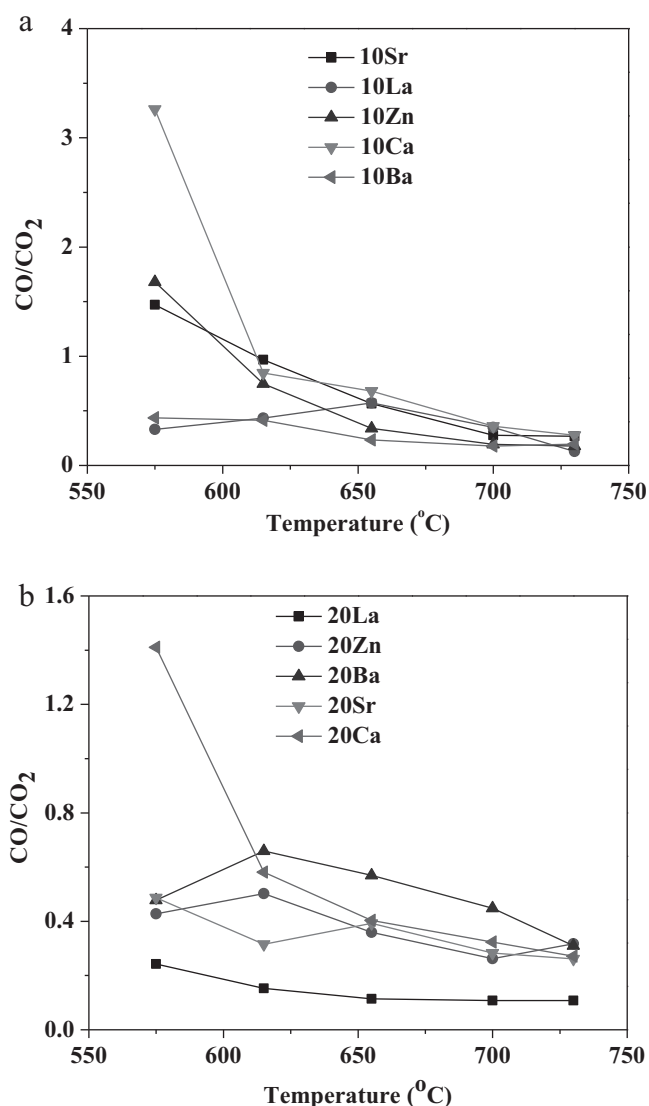 a
4
3
2
1
0
CO/CO2
10Sr
10La
10Zn
10Ca
10Ba
550 600 650 700 750
Temperature (°C)
b
1.6
1.2
0.8
0.4
0.0
CO/CO2
20La
20Zn
20Ba
20Sr
20Ca
550 600 650 700 750
Temperature (°C)